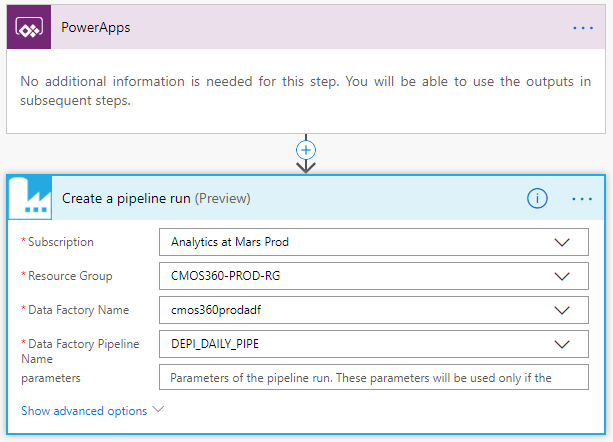 PowerApps
No additional information is needed for this step. You will be able to use the outputs in
subsequent steps.
Create a pipeline run (Preview)
* Subscription
Analytics at Mars Prod
* Resource Group
CMOS360-PROD-RG
* Data Factory Name
cmos360prodadf
* Data Factory Pipeline
Name
DEPI_DAILY_PIPE
parameters
Parameters of the pipeline run. These parameters will be used only if the
Show advanced options